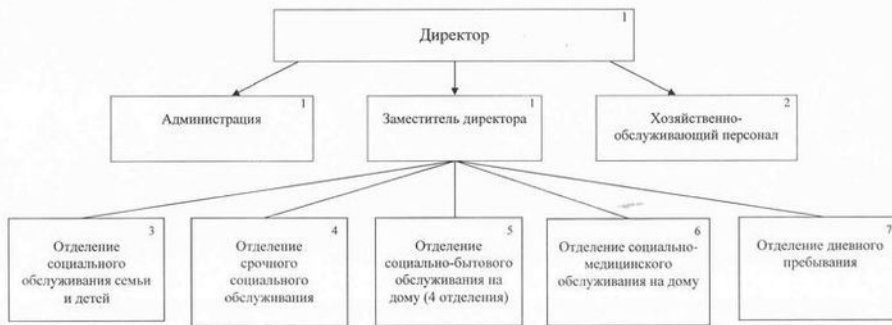 1
Директор
1
Администрация
1
Заместитель директора
2
Хозяйственно-
обслуживающий персонал
3
Отделение
социального
обслуживания семьи
и детей
4
Отделение
срочного
социального
обслуживания
5
Отделение
социально-бытового
обслуживания на
дому (4 отделения)
6
Отделение социально-
медицинского
обслуживания на дому
7
Отделение дневного
пребывания